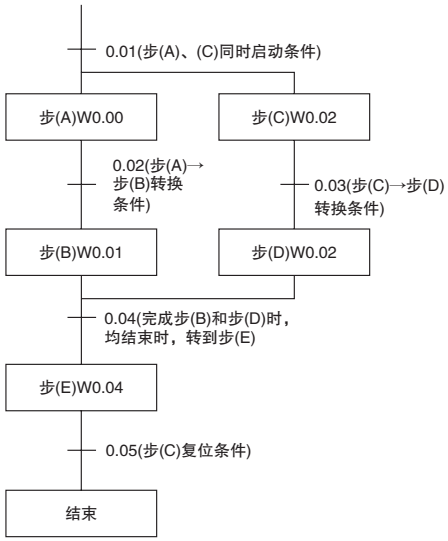 0.01(步(A)、(C)同时启动条件)
步(A)W0.00
步(C)W0.02
0.02(步(A)→
步(B)转换
条件)
0.03(步(C)→步(D)
转换条件)
步(B)W0.01
步(D)W0.02
0.04(完成步(B)和步(D)时，
均结束时，转到步(E)
步(E)W0.04
0.05(步(C)复位条件)
结束